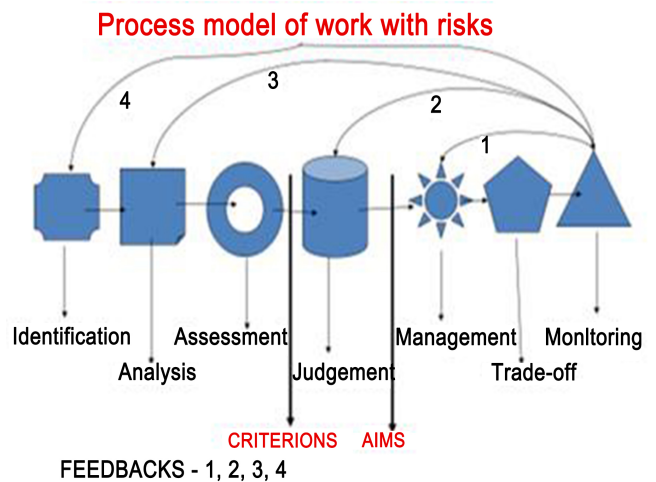 Process model of work with risks
4
3
2
1
Identification
Assessment
Management
MonItoring
Analysis
Judgement
Trade-off
CRITERIONS
AIMS
FEEDBACKS - 1, 2, 3, 4